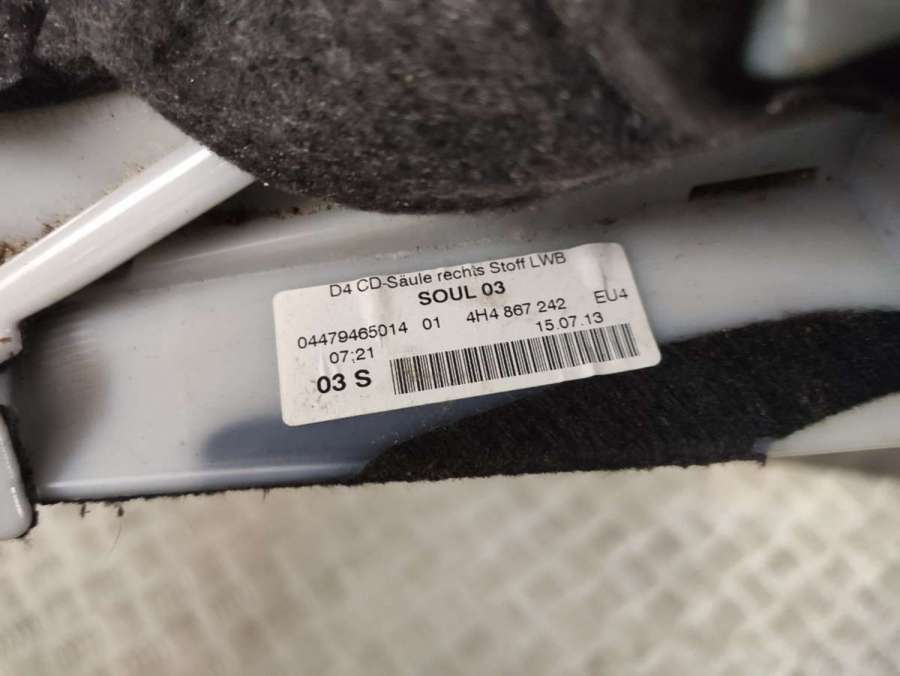 D4 CD-Säule rechts Stoff LWB
SOUL 03
04479465014 01 4H4 867 242 EU4
07:21 15.07.13
03 S